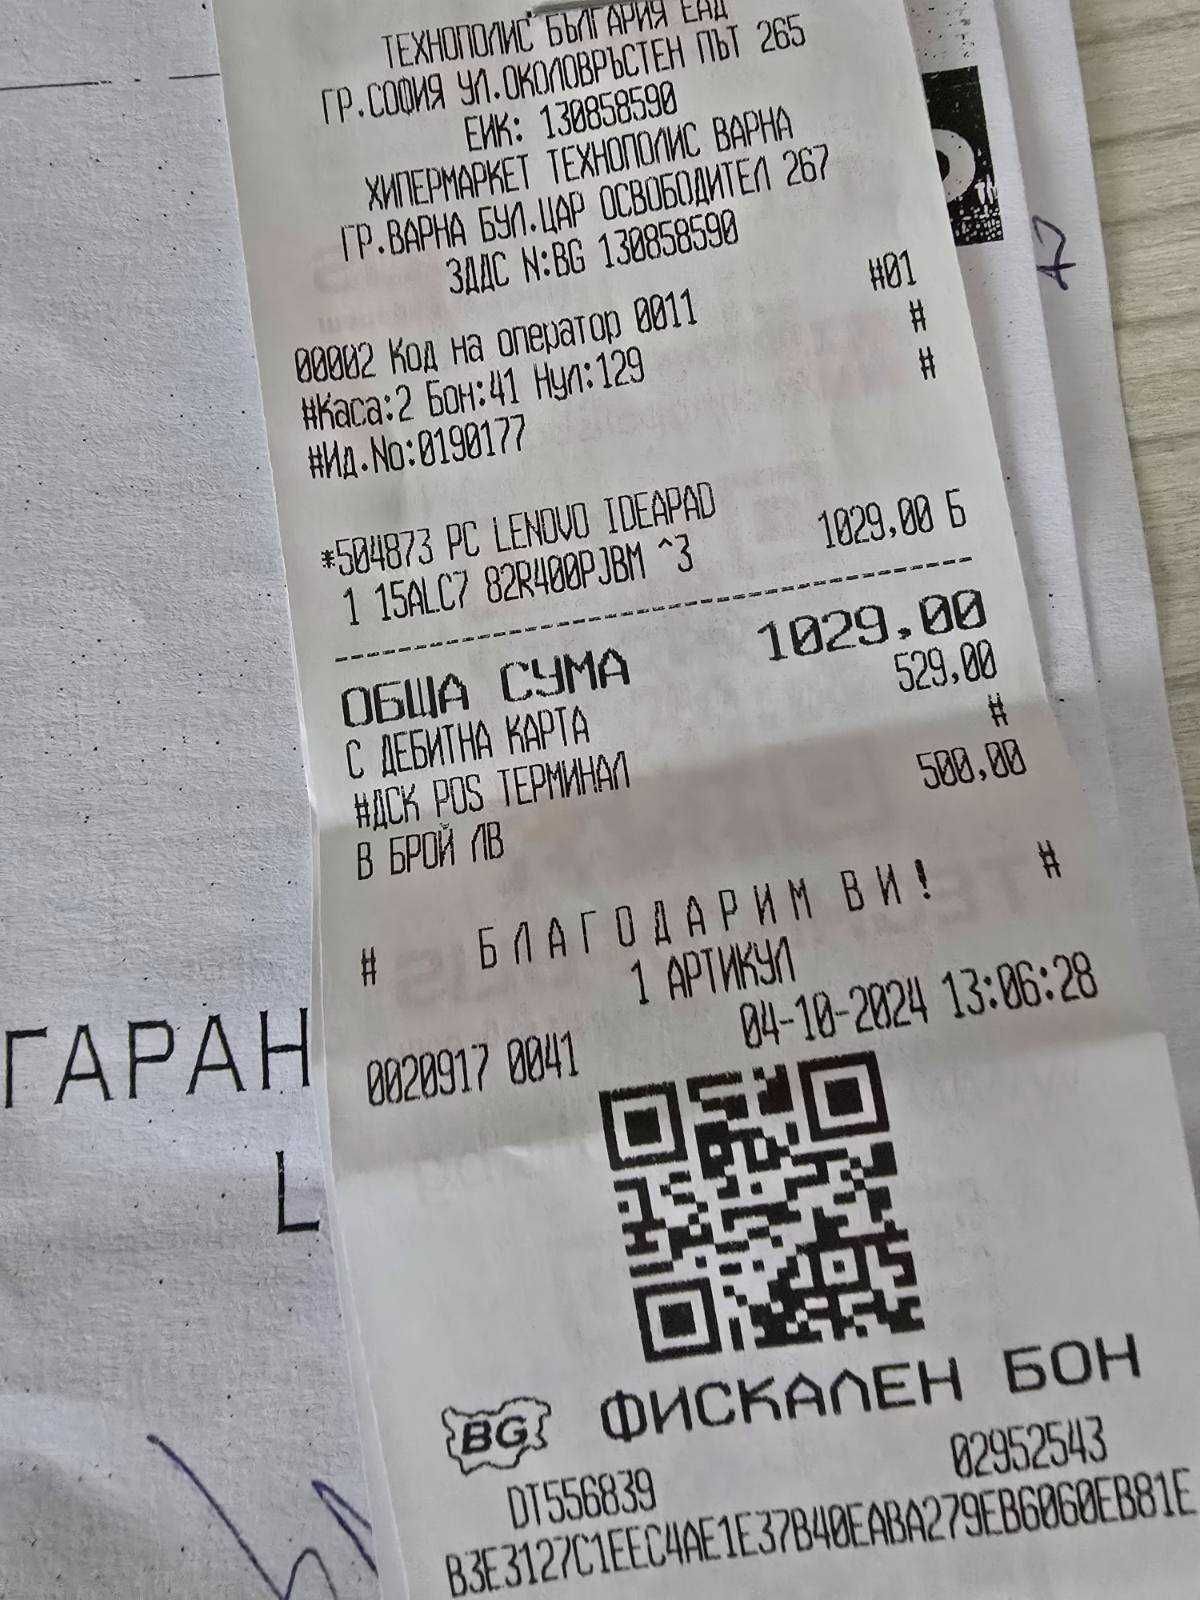 ТЕХНОПОЛИС БЪЛГАРИЯ ЕАД
ГР.СОФИЯ УЛ.ОКОЛОВРЪСТЕН ПЪТ 265
ЕИК: 130858590
ХИПЕРМАРКЕТ ТЕХНОПОЛИС ВАРНА
ГР.ВАРНА БУЛ.ЦАР ОСВОБОДИТЕЛ 267
ЗДДС N:BG 130858590
#01
00002 Код на оператор 0011 #
#Каса:2 Бон:41 Нул:129 #
#Ид.No:0190177
*504873 PC LENOVO IDEAPAD
1 15ALC7 82R400PJBM ^3 1029,00 Б
ОБЩА СУМА 1029.00
С ДЕБИТНА КАРТА 529,00
#ДСК POS ТЕРМИНАЛ #
В БРОЙ ЛВ 500,00
# БЛАГОДАРИМ ВИ! #
1 АРТИКУЛ
0020917 0041 04-10-2024 13:06:28
BG ФИСКАЛЕН БОН
DT556839 02952543
B3E3127C1EEC4AE1E37B40EABA279EB6060EB81E
ГАРАН
L